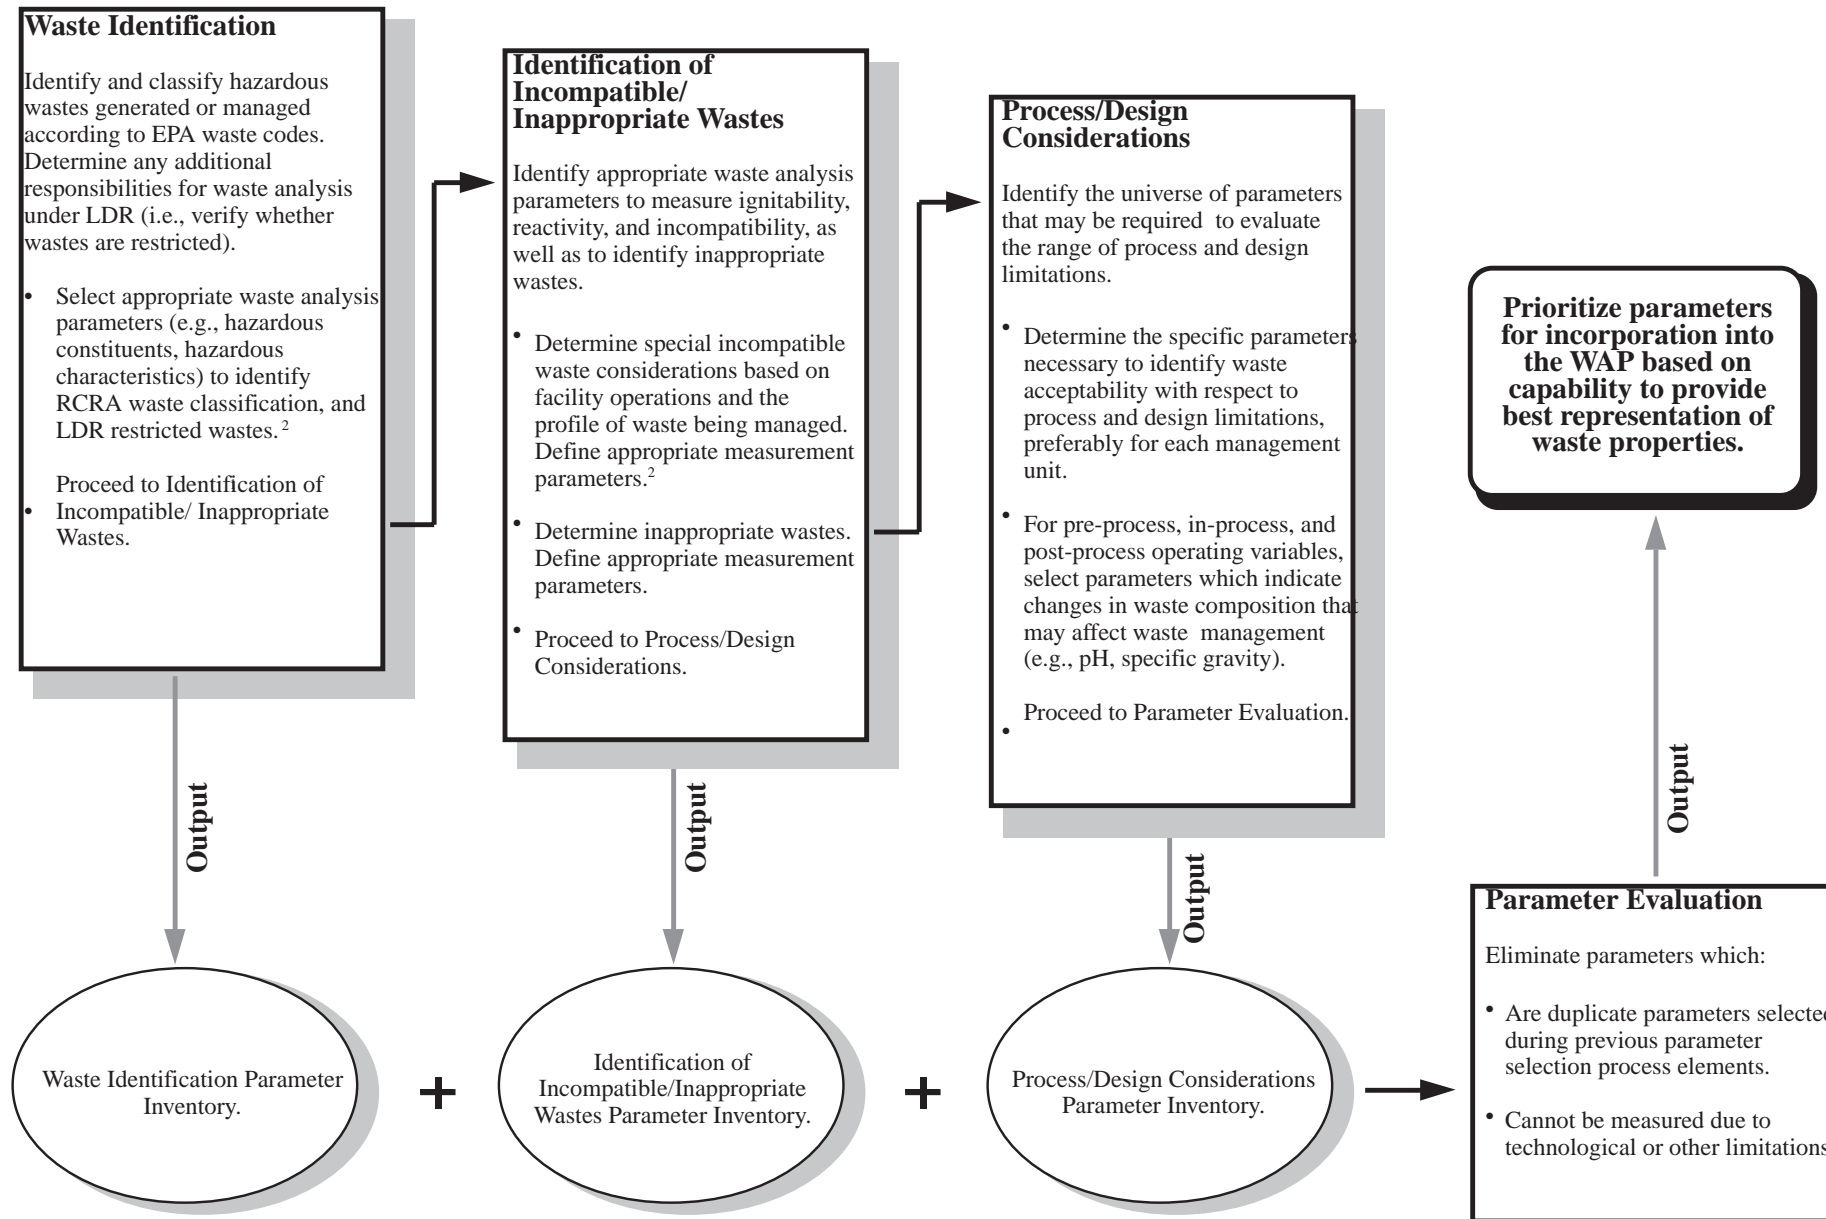 Waste Identification
Identify and classify hazardous
wastes generated or managed
according to EPA waste codes.
Determine any additional
responsibilities for waste analysis
under LDR (i.e., verify whether
wastes are restricted).
• Select appropriate waste analysis
parameters (e.g., hazardous
constituents, hazardous
characteristics) to identify
RCRA waste classification, and
LDR restricted wastes.2
Proceed to Identification of
• Incompatible/ Inappropriate
Wastes.
Identification of
Incompatible/
Inappropriate Wastes
Identify appropriate waste analysis
parameters to measure ignitability,
reactivity, and incompatibility, as
well as to identify inappropriate
wastes.
• Determine special incompatible
waste considerations based on
facility operations and the
profile of waste being managed.
Define appropriate measurement
parameters.2
• Determine inappropriate wastes.
Define appropriate measurement
parameters.
• Proceed to Process/Design
Considerations.
Process/Design
Considerations
Identify the universe of parameters
that may be required to evaluate
the range of process and design
limitations.
• Determine the specific parameters
necessary to identify waste
acceptability with respect to
process and design limitations,
preferably for each management
unit.
• For pre-process, in-process, and
post-process operating variables,
select parameters which indicate
changes in waste composition that
may affect waste management
(e.g., pH, specific gravity).
Proceed to Parameter Evaluation.
•
Prioritize parameters
for incorporation into
the WAP based on
capability to provide
best representation of
waste properties.
Output
Output
Output
Output
Waste Identification Parameter
Inventory.
+
Identification of
Incompatible/Inappropriate
Wastes Parameter Inventory.
+
Process/Design Considerations
Parameter Inventory.
Parameter Evaluation
Eliminate parameters which:
• Are duplicate parameters selected
during previous parameter
selection process elements.
• Cannot be measured due to
technological or other limitations